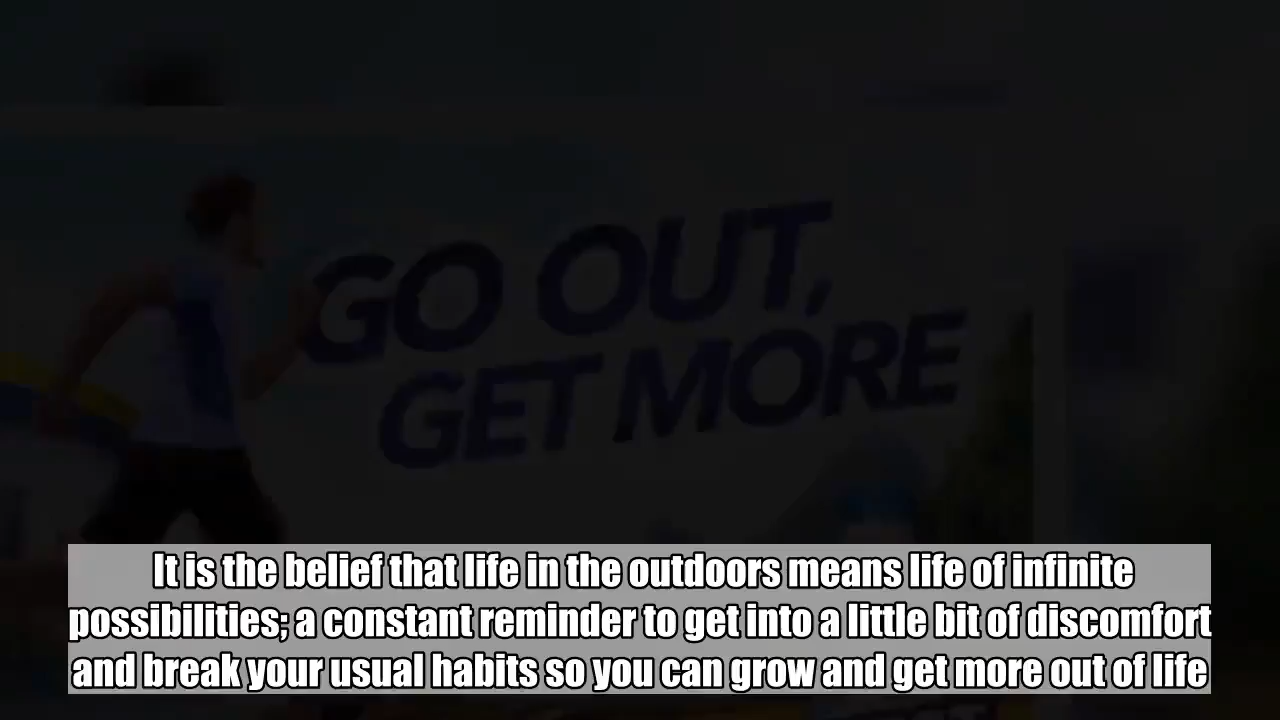 GO OUT,
GET MORE
It is the belief that life in the outdoors means life of infinite
possibilities; a constant reminder to get into a little bit of discomfort
and break your usual habits so you can grow and get more out of life